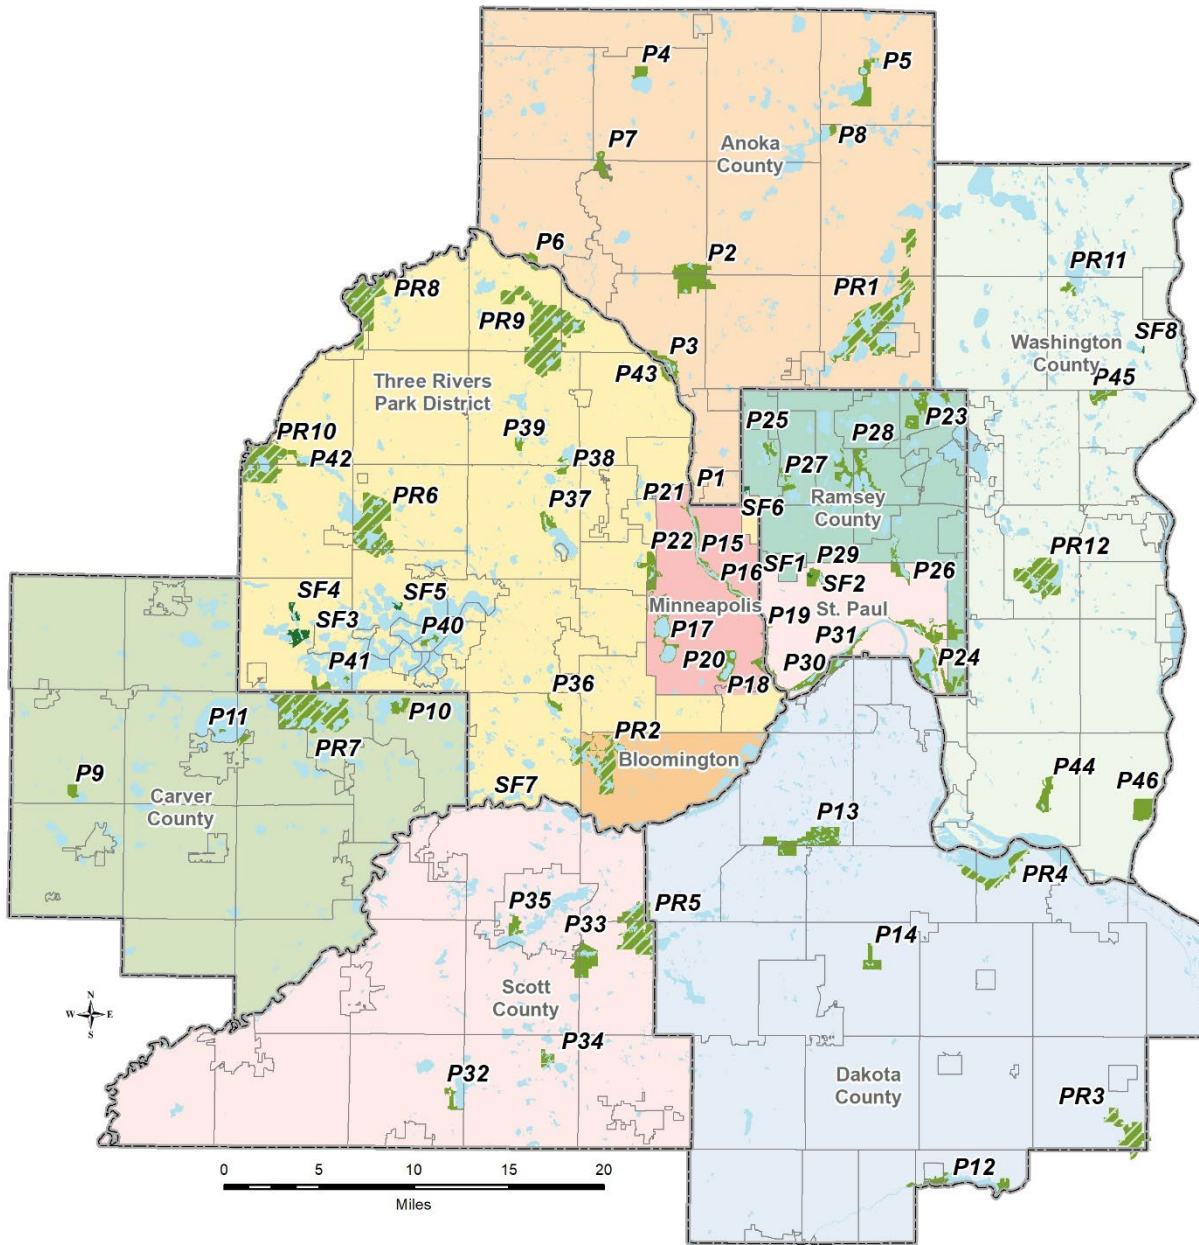 P4
P5
P7
P8
Anoka
County
P6
P2
PR11
PR8
PR1
PR9
SF8
P3
Washington
County
P43
Three Rivers
Park District
P45
P25
P23
P39
P28
PR10
P38
P42
P27
P1
P21
PR6
P37
Ramsey
County
SF6
P22
P15
PR12
SF1
P29
P16
P26
SF4
SF5
SF2
Minneapolis
St. Paul
SF3
P19
P40
P17
P31
P41
P20
P30
P24
P18
P36
P11
P10
PR7
PR2
Bloomington
P9
SF7
P44
P46
Carver
County
P13
PR4
P35
PR5
P33
P14
Scott
County
N
W
E
S
P34
P32
Dakota
County
PR3
P12
0
5
10
15
20
Miles